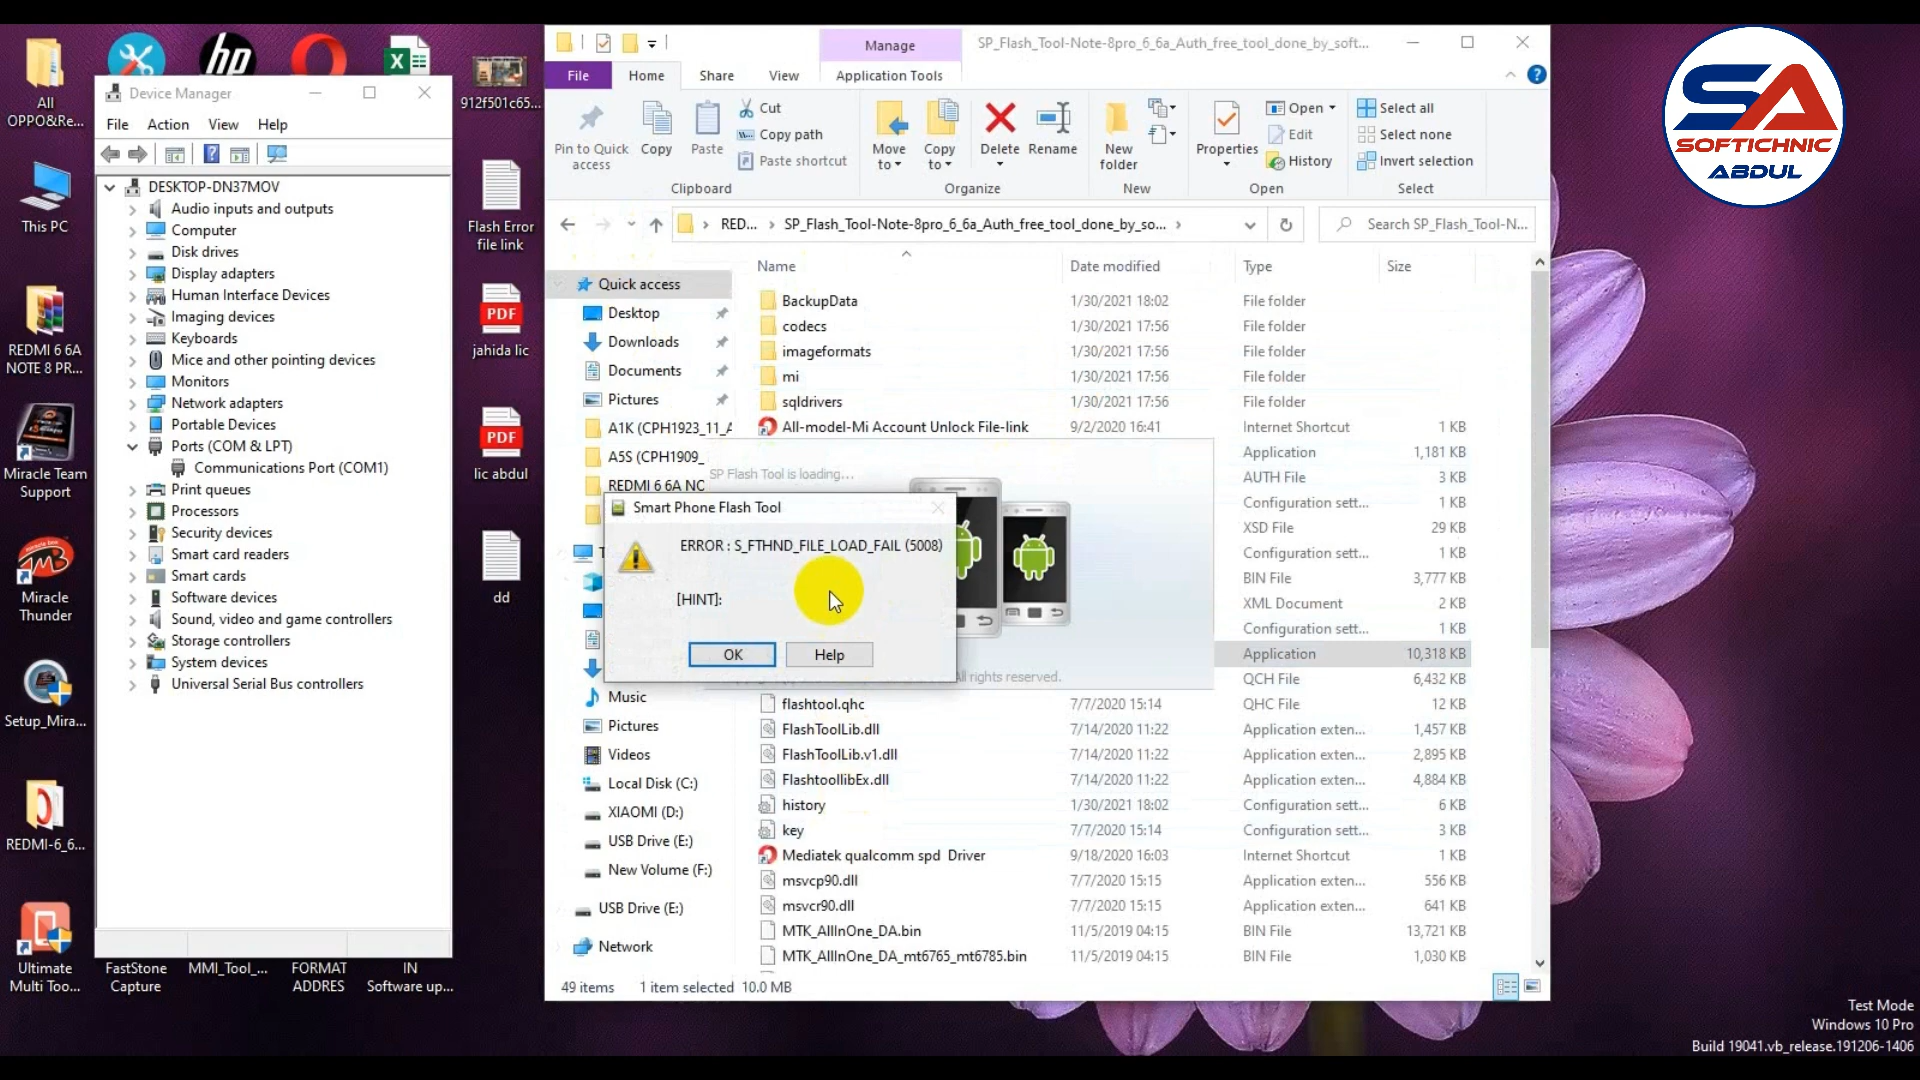 All
OPPO&Re...
This PC
REDMI 6 6A
NOTE 8 PR...
Miracle Team
Support
Miracle
Thunder
Setup_Mira...
REDMI-6_6...
Ultimate
Multi Too...
hp
912f501c65...
Flash Error
file link
PDF
jahida lic
PDF
lic abdul
dd
FastStone
Capture
MMI_Tool_...
FORMAT
ADDRES
IN
Software up...
Device Manager
File Action View Help
DESKTOP-DN37MOV
Audio inputs and outputs
Computer
Disk drives
Display adapters
Human Interface Devices
Imaging devices
Keyboards
Mice and other pointing devices
Monitors
Network adapters
Portable Devices
Ports (COM & LPT)
Communications Port (COM1)
Print queues
Processors
Security devices
Smart card readers
Smart cards
Software devices
Sound, video and game controllers
Storage controllers
System devices
Universal Serial Bus controllers
Manage
SP_Flash_Tool-Note-8pro_6_6a_Auth_free_tool_done_by_soft...
File Home Share View Application Tools
Pin to Quick
access
Copy
Paste
Cut
Copy path
Paste shortcut
Clipboard
Move
to
Copy
to
Delete
Rename
Organize
New
folder
New
Properties
Open
Edit
History
Open
Select all
Select none
Invert selection
Select
RED... SP_Flash_Tool-Note-8pro_6_6a_Auth_free_tool_done_by_so...
Search SP_Flash_Tool-N...
Quick access
Desktop
Downloads
Documents
Pictures
A1K (CPH1923_11_A
A5S (CPH1909_
REDMI 6 6A NO
T
Music
Pictures
Videos
Local Disk (C:)
XIAOMI (D:)
USB Drive (E:)
New Volume (F:)
USB Drive (E:)
Network
Name Date modified Type Size
BackupData 1/30/2021 18:02 File folder
codecs 1/30/2021 17:56 File folder
imageformats 1/30/2021 17:56 File folder
mi 1/30/2021 17:56 File folder
sqldrivers 1/30/2021 17:56 File folder
All-model-Mi Account Unlock File-link 9/2/2020 16:41 Internet Shortcut 1 KB
Application 1,181 KB
AUTH File 3 KB
Configuration sett... 1 KB
XSD File 29 KB
Configuration sett... 1 KB
BIN File 3,777 KB
XML Document 2 KB
Configuration sett... 1 KB
Application 10,318 KB
QCH File 6,432 KB
flashtool.qhc 7/7/2020 15:14 QHC File 12 KB
FlashToolLib.dll 7/14/2020 11:22 Application exten... 1,457 KB
FlashToolLib.v1.dll 7/14/2020 11:22 Application exten... 2,895 KB
FlashtoollibEx.dll 7/14/2020 11:22 Application exten... 4,884 KB
history 1/30/2021 18:02 Configuration sett... 6 KB
key 7/7/2020 15:14 Configuration sett... 3 KB
Mediatek qualcomm spd Driver 9/18/2020 16:03 Internet Shortcut 1 KB
msvcp90.dll 7/7/2020 15:15 Application exten... 556 KB
msvcr90.dll 7/7/2020 15:15 Application exten... 641 KB
MTK_AllInOne_DA.bin 11/5/2019 04:15 BIN File 13,721 KB
MTK_AllInOne_DA_mt6765_mt6785.bin 11/5/2019 04:15 BIN File 1,030 KB
SP Flash Tool is loading...
All rights reserved.
Smart Phone Flash Tool
ERROR : S_FTHND_FILE_LOAD_FAIL (5008)
[HINT]:
OK Help
49 items 1 item selected 10.0 MB
SA
SOFTICHNIC
ABDUL
Test Mode
Windows 10 Pro
Build 19041.vb_release.191206-1406